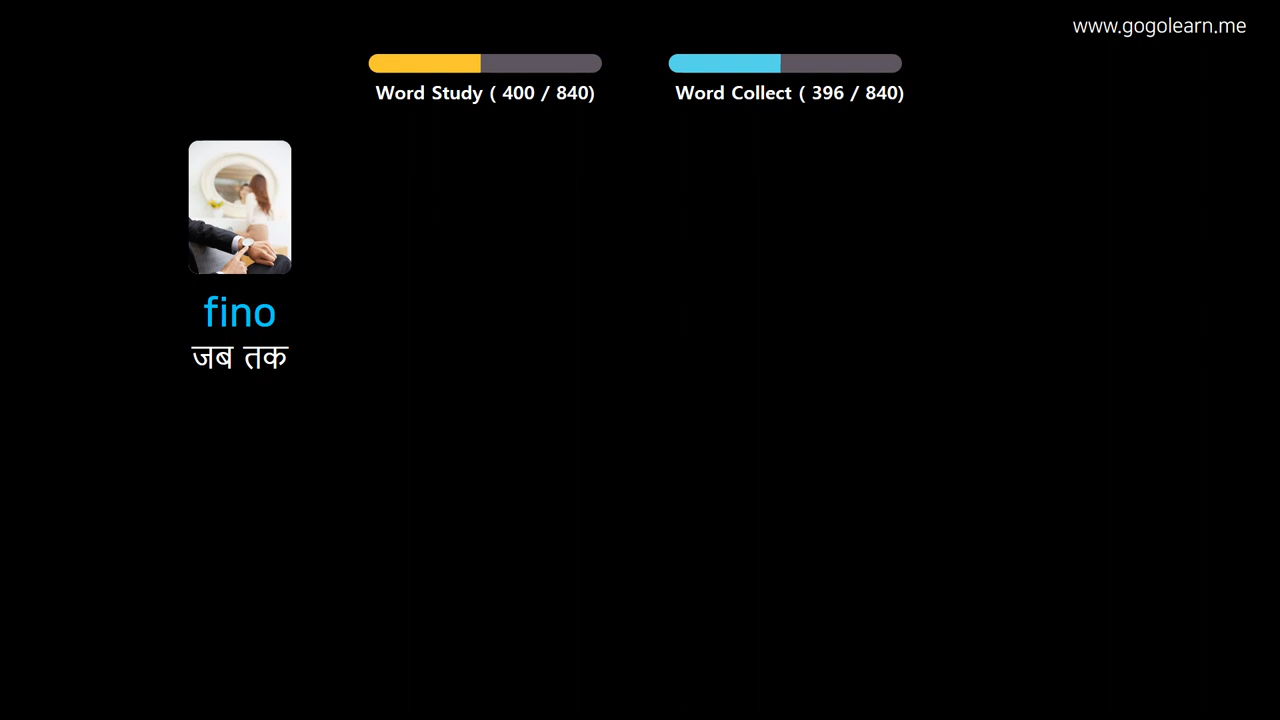 www.gogolearn.me
Word Study ( 400 / 840)
Word Collect ( 396 / 840)
fino
जब तक